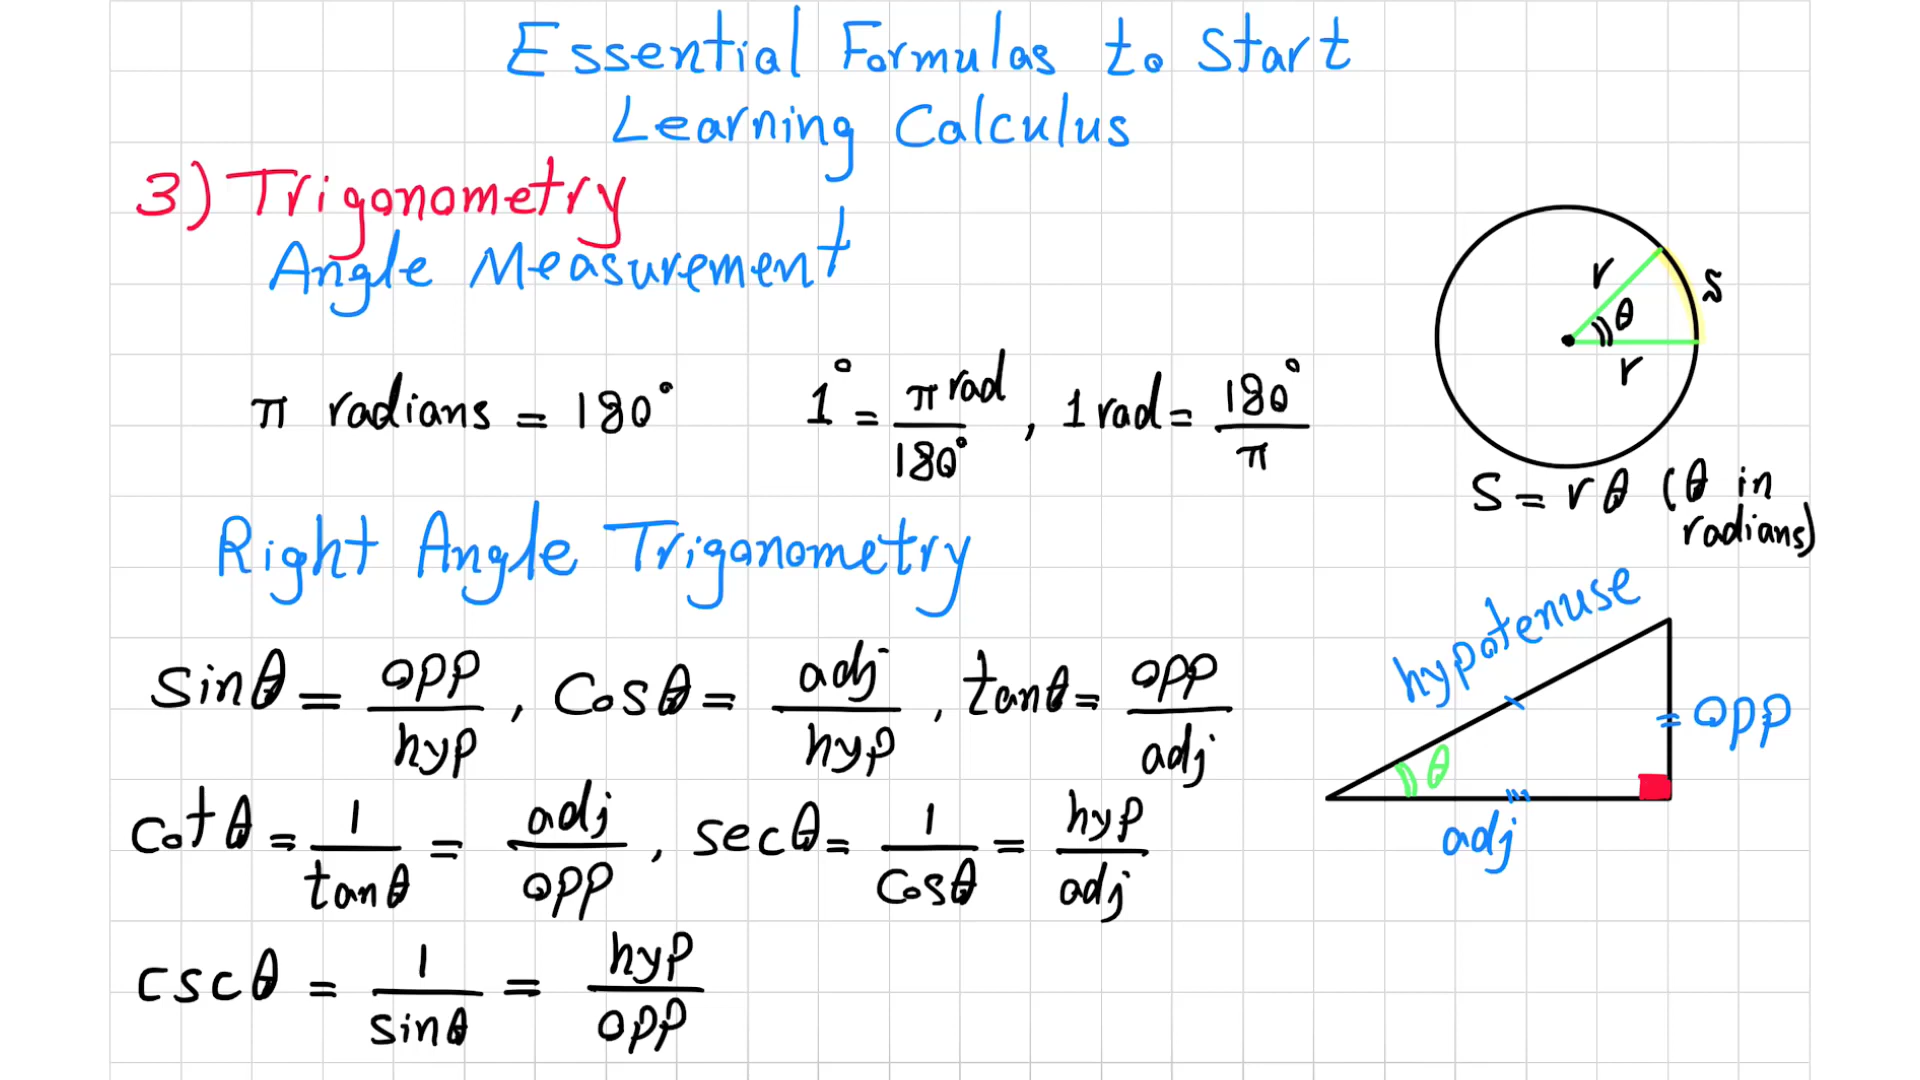 Essential Formulas to Start
Learning Calculus
3) Trigonometry
Angle Measurement
π radians = 180°
1° = π rad / 180° , 1 rad = 180° / π
r
θ
r
s
S = rθ (θ in
radians)
Right Angle Trigonometry
Sinθ = opp / hyp , Cosθ = adj / hyp , tanθ = opp / adj
cotθ = 1 / tanθ = adj / opp , secθ = 1 / Cosθ = hyp / adj
cscθ = 1 / sinθ = hyp / opp
hypotenuse
opp
θ
adj